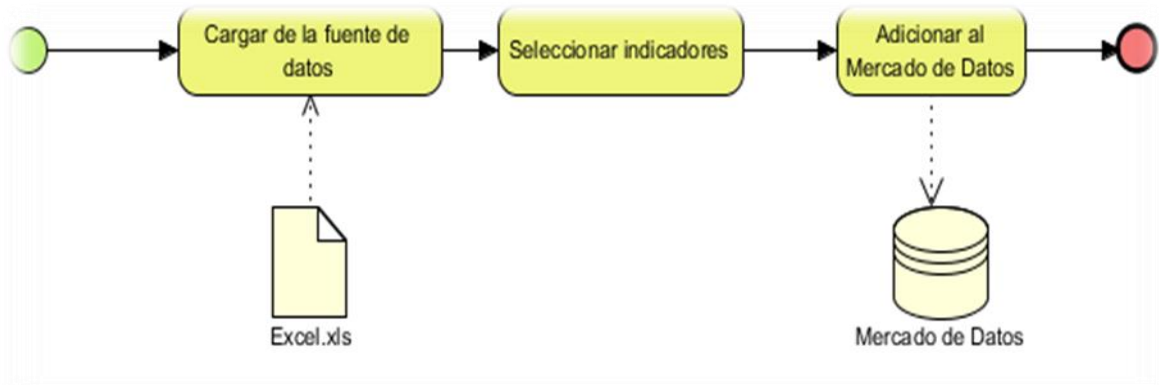 Cargar de la fuente de
datos
Seleccionar indicadores
Adicionar al
Mercado de Datos
Excel.xls
Mercado de Datos